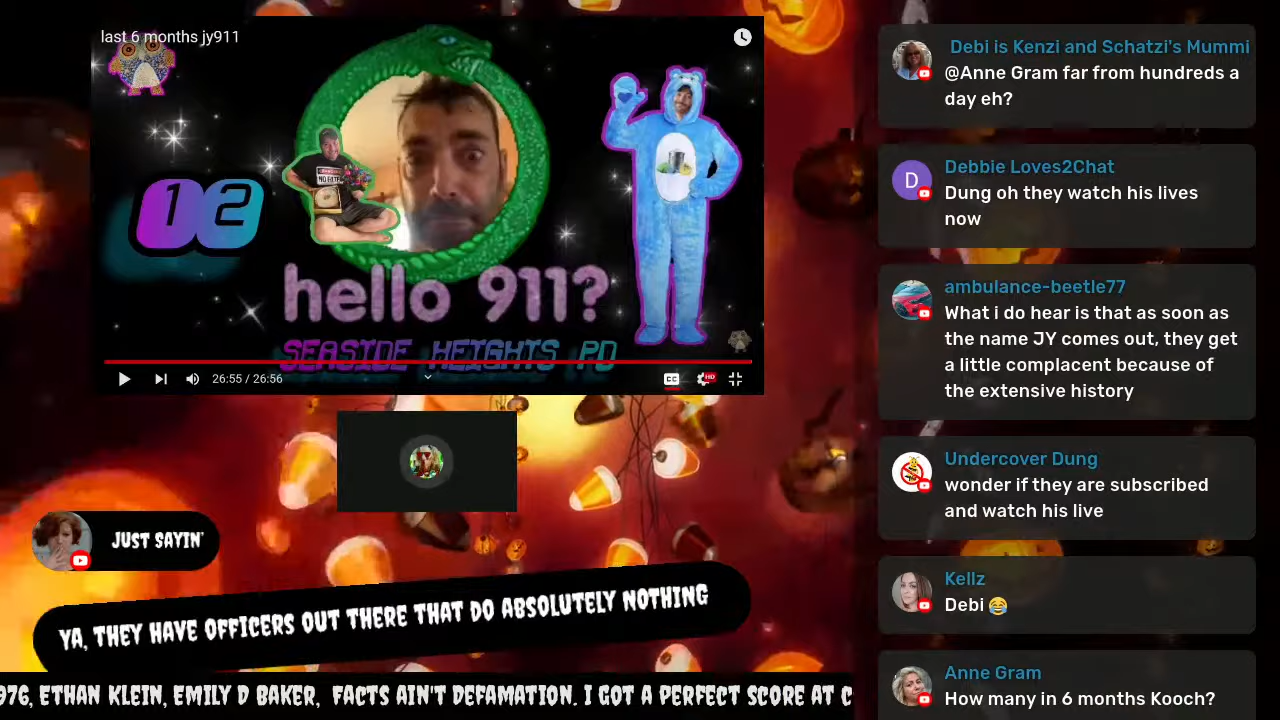 last 6 months jy911
12
hello 911?
SEASIDE HEIGHTS PD
26:55 / 26:56
CC
HD
JUST SAYIN'
YA, THEY HAVE OFFICERS OUT THERE THAT DO ABSOLUTELY NOTHING
976, ETHAN KLEIN, EMILY D BAKER, FACTS AIN'T DEFAMATION. I GOT A PERFECT SCORE AT C
Debi is Kenzi and Schatzi's Mummi
@Anne Gram far from hundreds a
day eh?
D
Debbie Loves2Chat
Dung oh they watch his lives
now
ambulance-beetle77
What i do hear is that as soon as
the name JY comes out, they get
a little complacent because of
the extensive history
Undercover Dung
wonder if they are subscribed
and watch his live
Kellz
Debi 😂
Anne Gram
How many in 6 months Kooch?